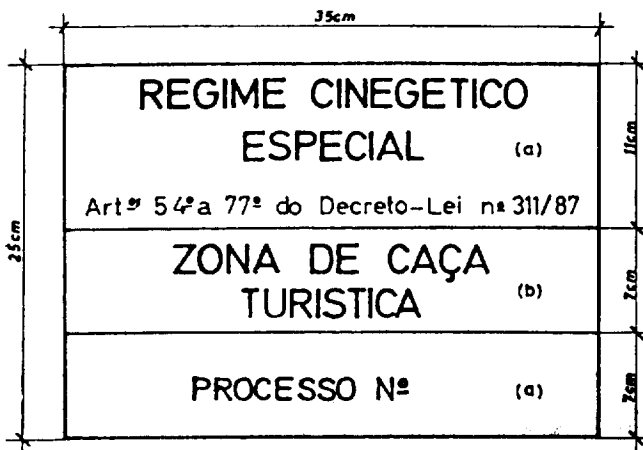 35cm
REGIME CINEGETICO
ESPECIAL (a)
Artºs 54º a 77º do Decreto-Lei nº 311/87
11cm
25cm
ZONA DE CAÇA
TURISTICA (b)
7cm
PROCESSO Nº (a)
7cm